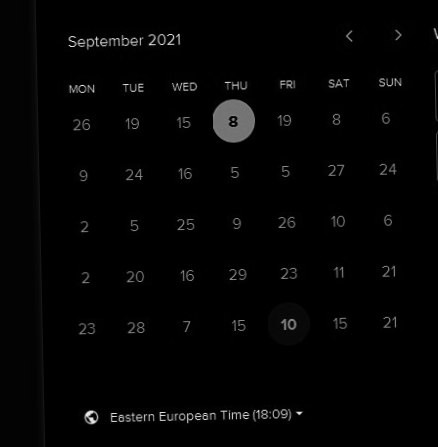 September 2021
MON TUE WED THU FRI SAT SUN
26 19 15 8 19 8 6
9 24 16 5 5 27 24
2 5 25 9 26 10 6
2 20 16 29 23 11 21
23 28 7 15 10 15 21
Eastern European Time (18:09)